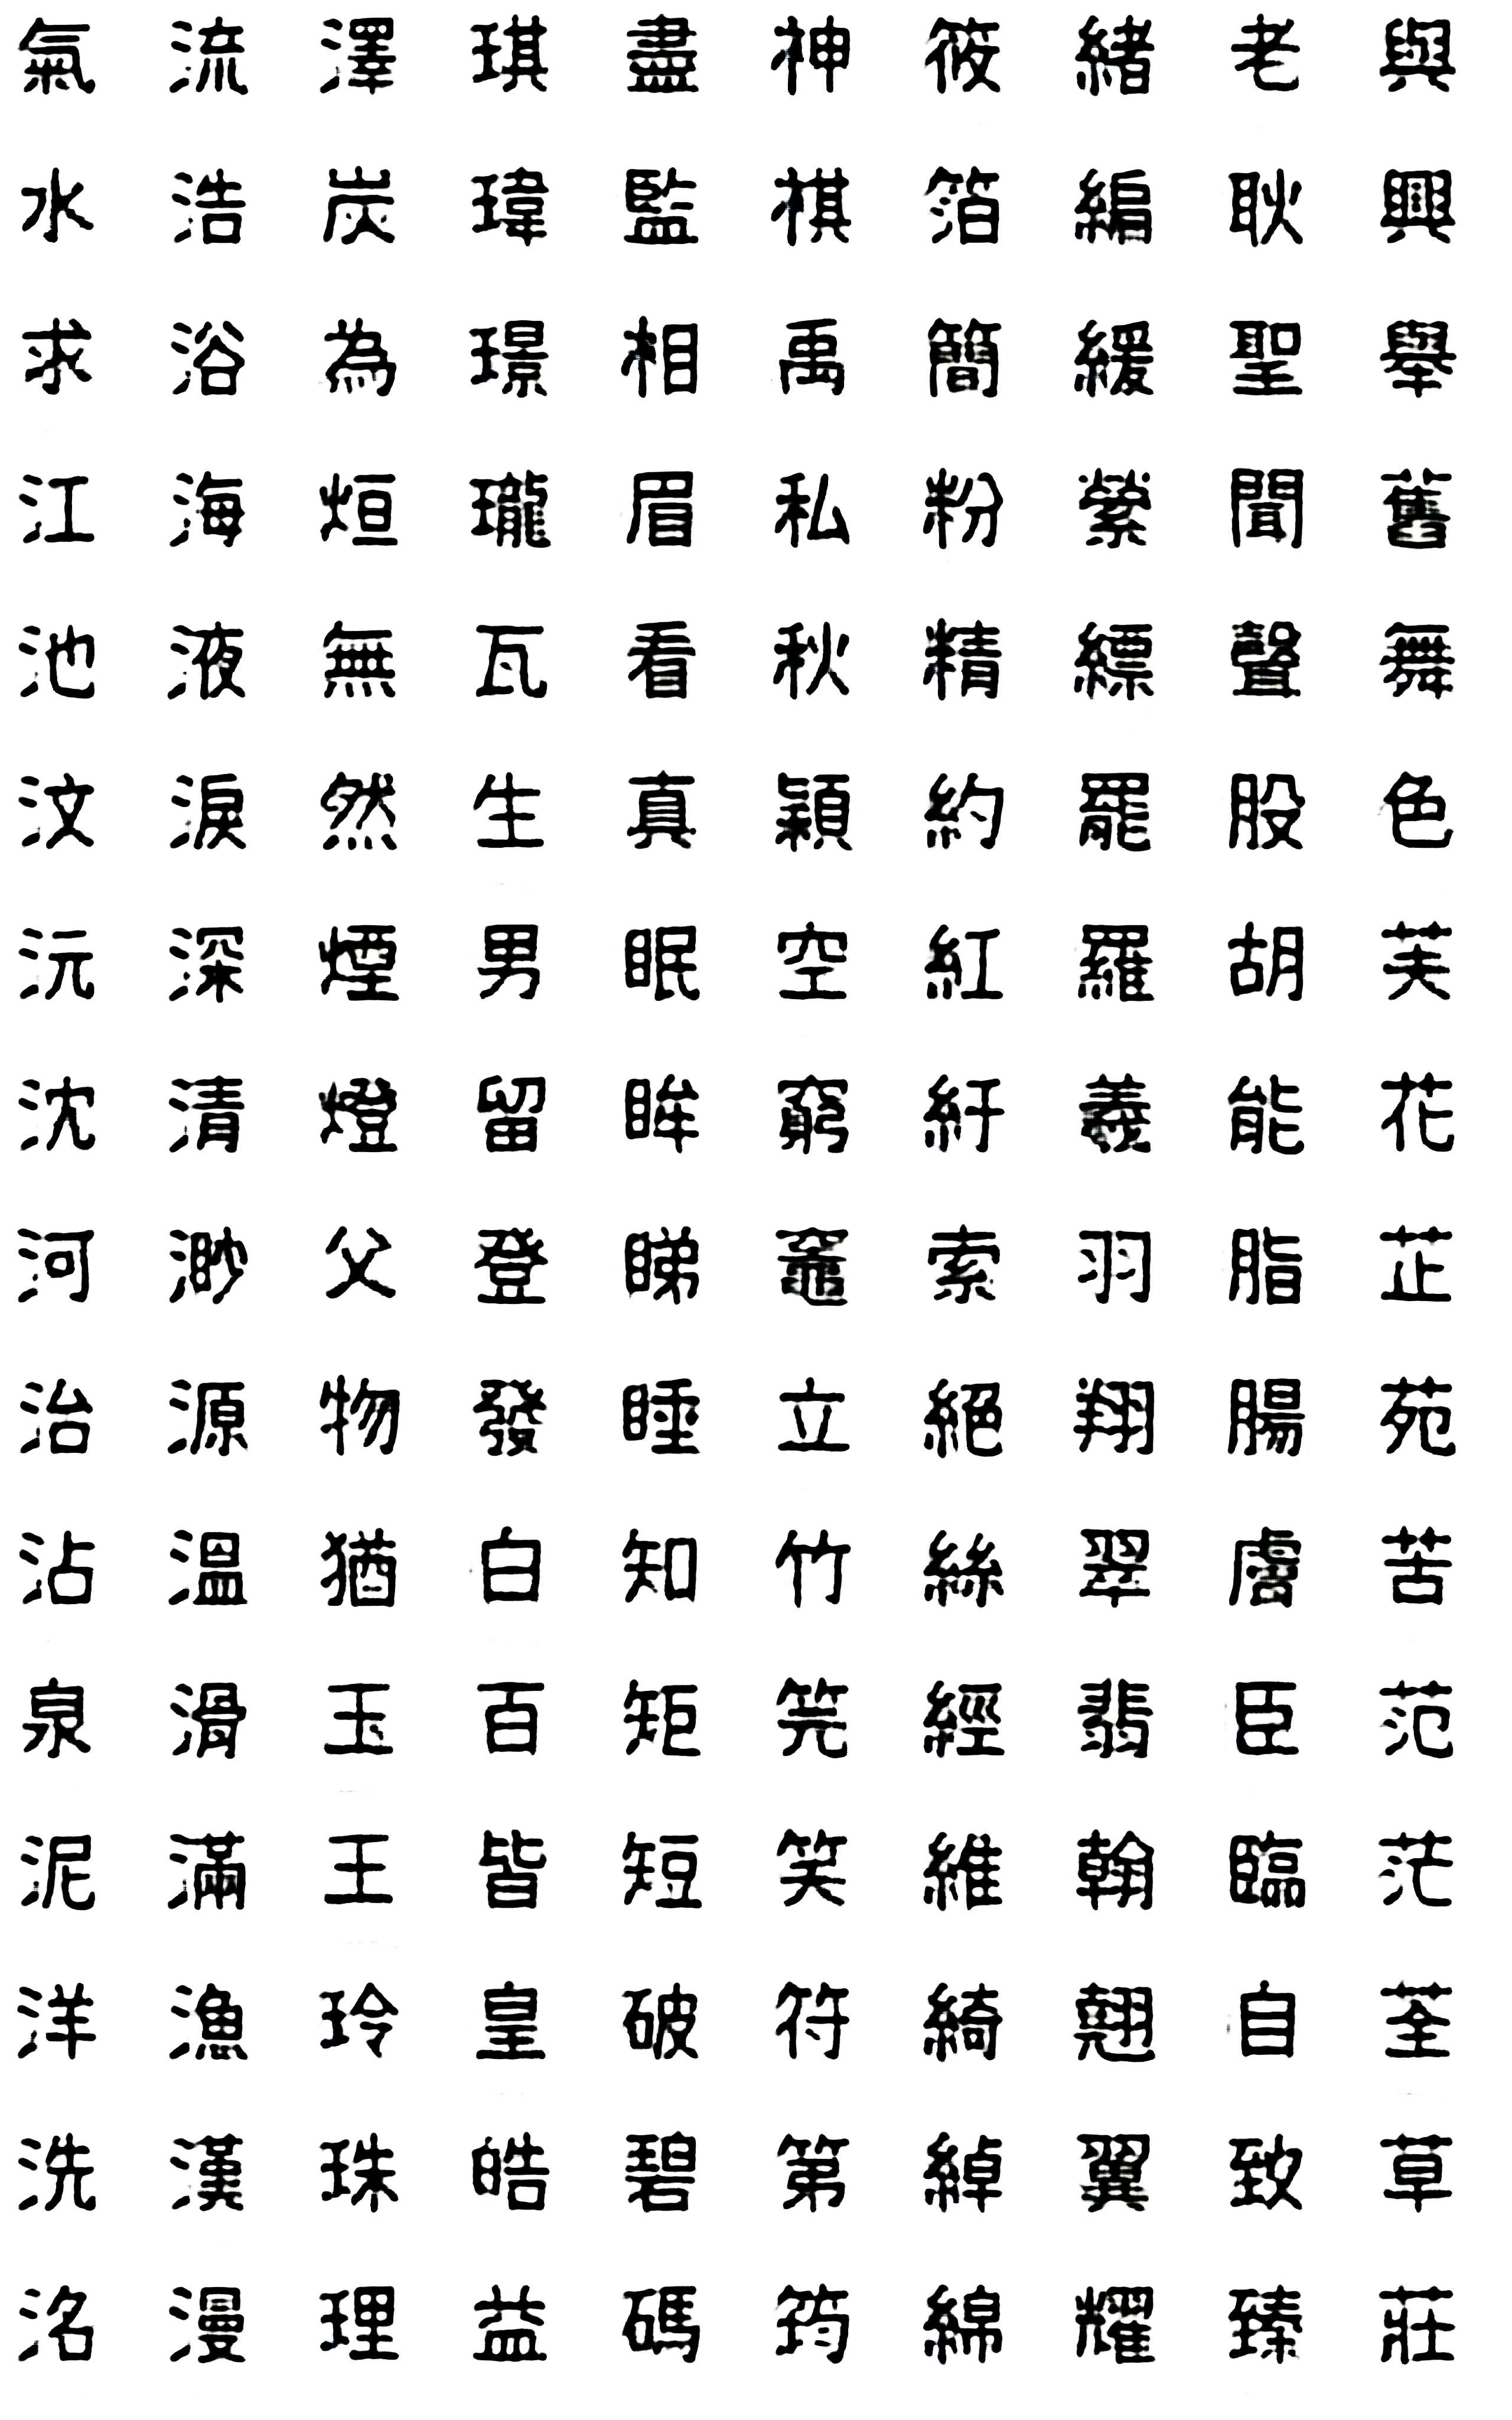 氣流澤琪盡神筱緒老與
水浩炭瑋監祺箔編耿興
求浴為璟相禹簡緩聖舉
江海烜瓏眉私粉縈聞舊
池液無瓦看秋精縹聲舞
汶淚然生真穎約罷股色
沅深煙男眠空紅羅胡芙
沈清燈留眸窮紆羲能花
河渺父登睇竈索羽脂芷
治源物發睡立絕翔腸苑
沾溫猶白知竹絲翠膚苦
泉滑玉百矩筦經翡臣范
泥滿王皆短笑維翰臨茫
洋漁玲皇破符綺翹自荃
洗漢珠皓碧第綽翼致草
洺漫理益碼筠綿耀臻莊